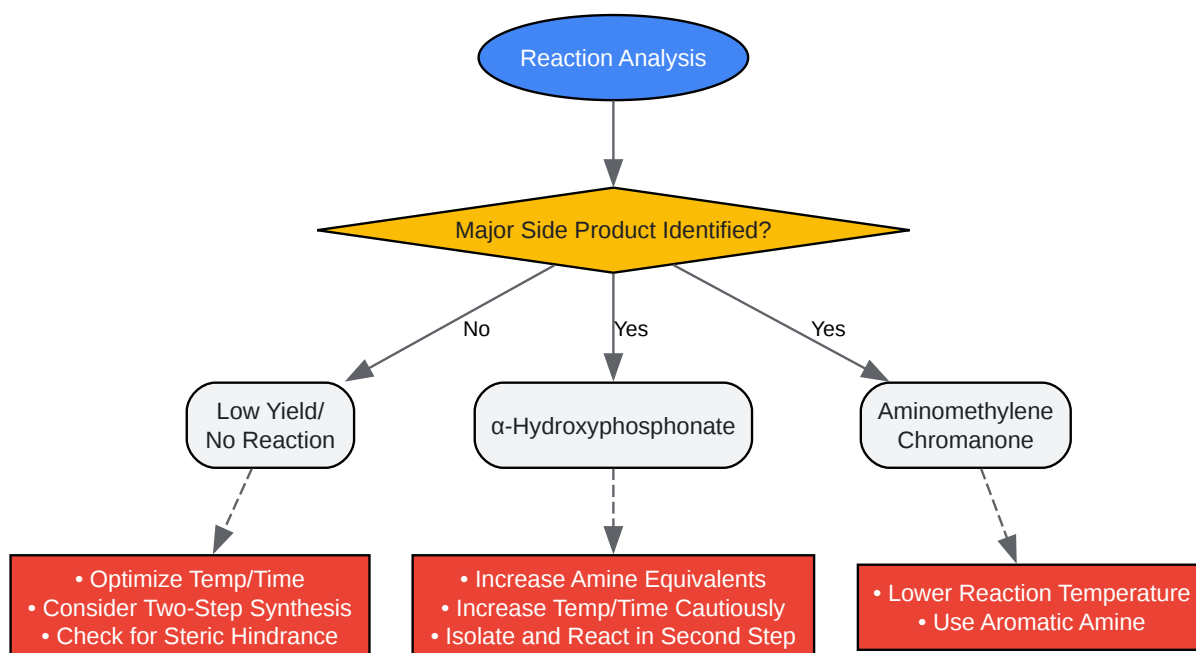 Reaction Analysis
Major Side Product Identified?
No
Yes
Yes
Low Yield/
No Reaction
α-Hydroxyphosphonate
Aminomethylene
Chromanone
• Optimize Temp/Time
• Consider Two-Step Synthesis
• Check for Steric Hindrance
• Increase Amine Equivalents
• Increase Temp/Time Cautiously
• Isolate and React in Second Step
• Lower Reaction Temperature
• Use Aromatic Amine